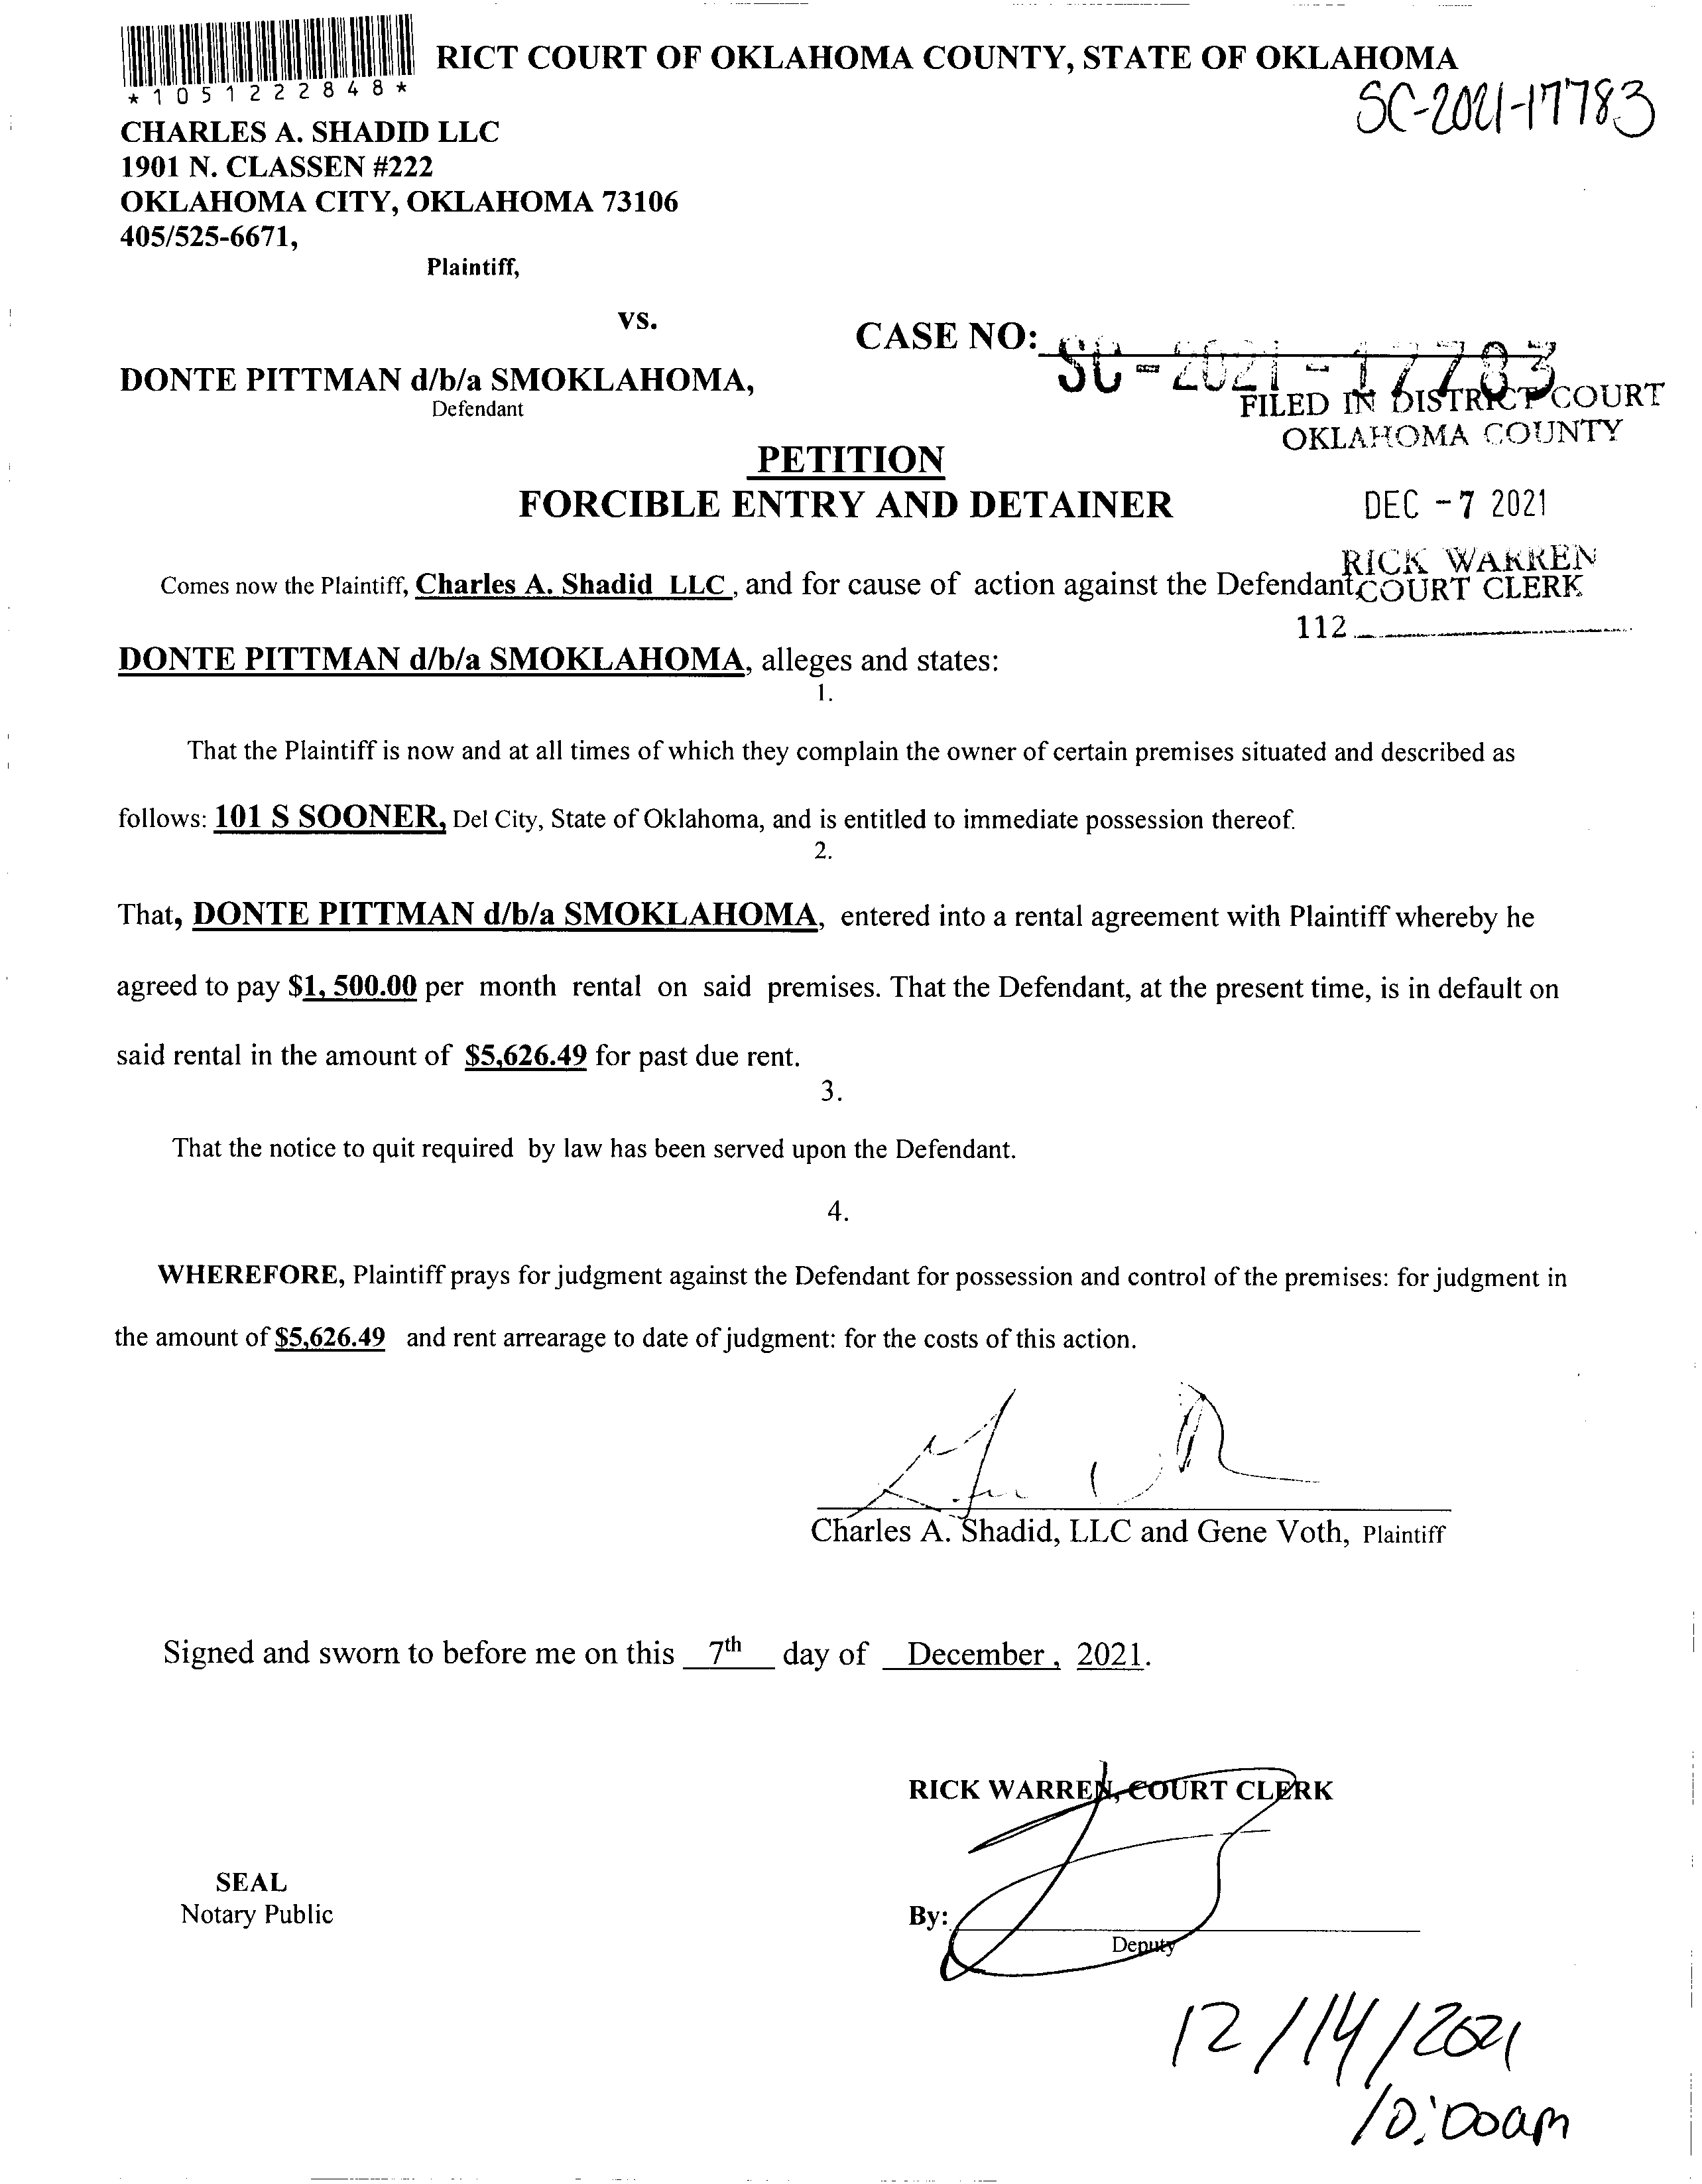 *1051222848*
RICT COURT OF OKLAHOMA COUNTY, STATE OF OKLAHOMA
SC-2021-17783
CHARLES A. SHADID LLC
1901 N. CLASSEN #222
OKLAHOMA CITY, OKLAHOMA 73106
405/525-6671,
Plaintiff,
vs.
CASE NO: SC-2021-17783
DONTE PITTMAN d/b/a SMOKLAHOMA,
Defendant
FILED IN DISTRICT COURT
OKLAHOMA COUNTY
PETITION
FORCIBLE ENTRY AND DETAINER
DEC -7 2021
RICK WARREN
COURT CLERK
112
Comes now the Plaintiff, Charles A. Shadid LLC , and for cause of action against the Defendant
DONTE PITTMAN d/b/a SMOKLAHOMA, alleges and states:
1.
That the Plaintiff is now and at all times of which they complain the owner of certain premises situated and described as
follows: 101 S SOONER, Del City, State of Oklahoma, and is entitled to immediate possession thereof.
2.
That, DONTE PITTMAN d/b/a SMOKLAHOMA, entered into a rental agreement with Plaintiff whereby he
agreed to pay $1, 500.00 per month rental on said premises. That the Defendant, at the present time, is in default on
said rental in the amount of $5,626.49 for past due rent.
3.
That the notice to quit required by law has been served upon the Defendant.
4.
WHEREFORE, Plaintiff prays for judgment against the Defendant for possession and control of the premises: for judgment in
the amount of $5,626.49 and rent arrearage to date of judgment: for the costs of this action.
Charles A. Shadid, LLC and Gene Voth, Plaintiff
Signed and sworn to before me on this 7th day of December , 2021.
RICK WARREN, COURT CLERK
SEAL
Notary Public
By:
Deputy
12/14/2021
10:00am